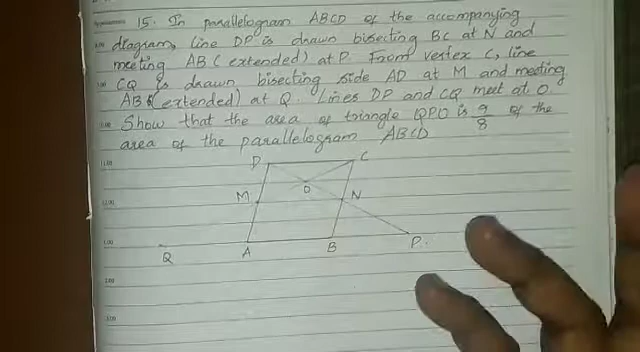 15. In parallelogram ABCD of the accompanying
diagram, line DP is drawn bisecting BC at N and
meeting AB (extended) at P. From vertex C, line
CQ is drawn bisecting side AD at M and meeting
AB (extended) at Q. Lines DP and CQ meet at O.
Show that the area of triangle QPO is 9/8 of the
area of the parallelogram ABCD
D C
O
M N
Q A B P.